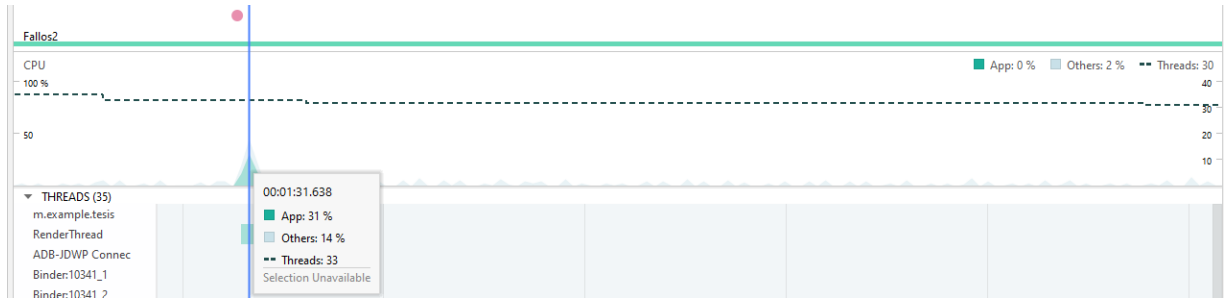 Fallos2
CPU
App: 0 % Others: 2 % Threads: 30
100 % 40
30
50 20
10
THREADS (35)
m.example.tesis
RenderThread
ADB-JDWP Connec
Binder:10341_1
Binder:10341_2
00:01:31.638
App: 31 %
Others: 14 %
Threads: 33
Selection Unavailable